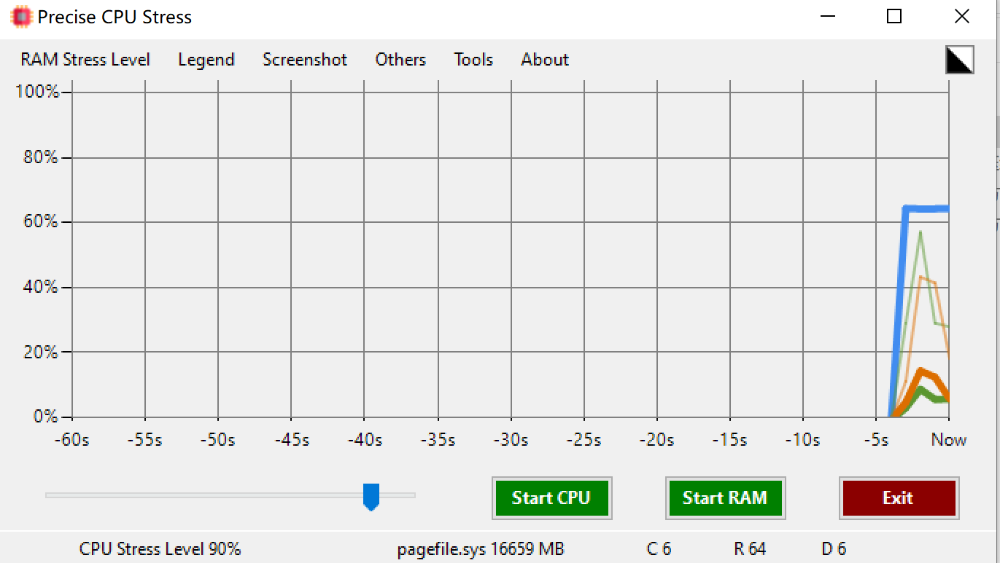 Precise CPU Stress
RAM Stress Level Legend Screenshot Others Tools About
100%
80%
60%
40%
20%
0%
-60s -55s -50s -45s -40s -35s -30s -25s -20s -15s -10s -5s Now
Start CPU Start RAM Exit
CPU Stress Level 90% pagefile.sys 16659 MB C 6 R 64 D 6